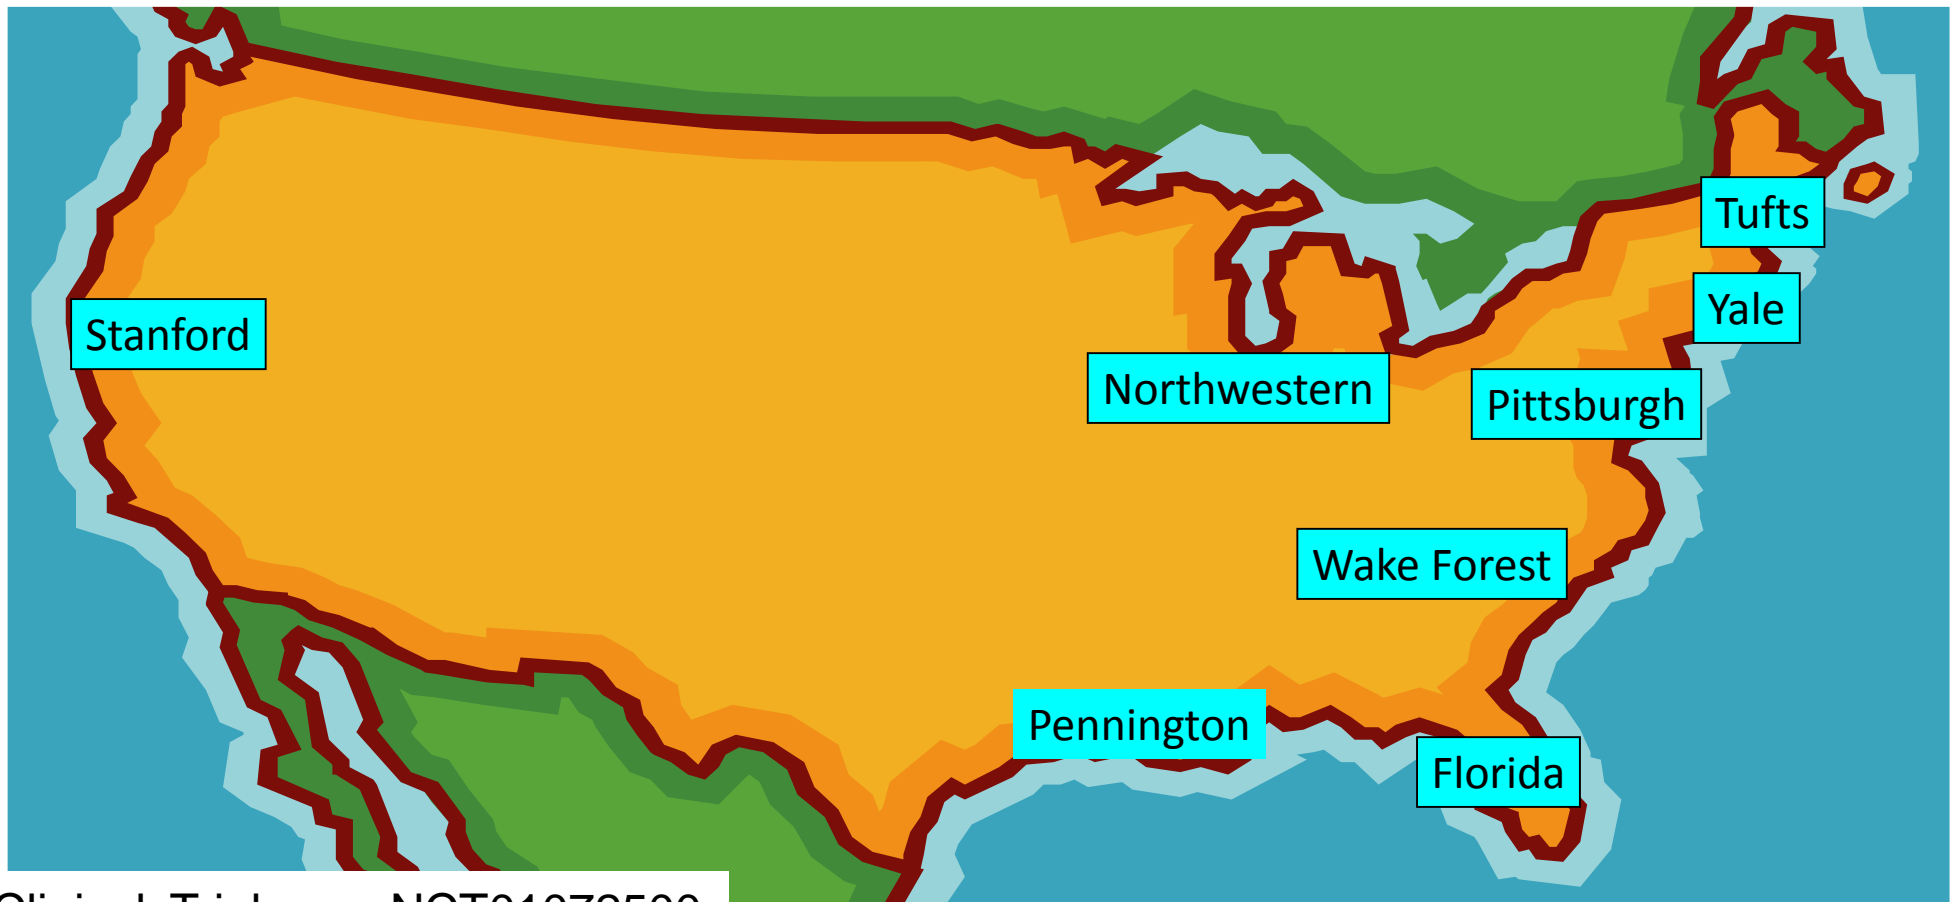 Tufts
Yale
Stanford
Northwestern
Pittsburgh
Wake Forest
Pennington
Florida